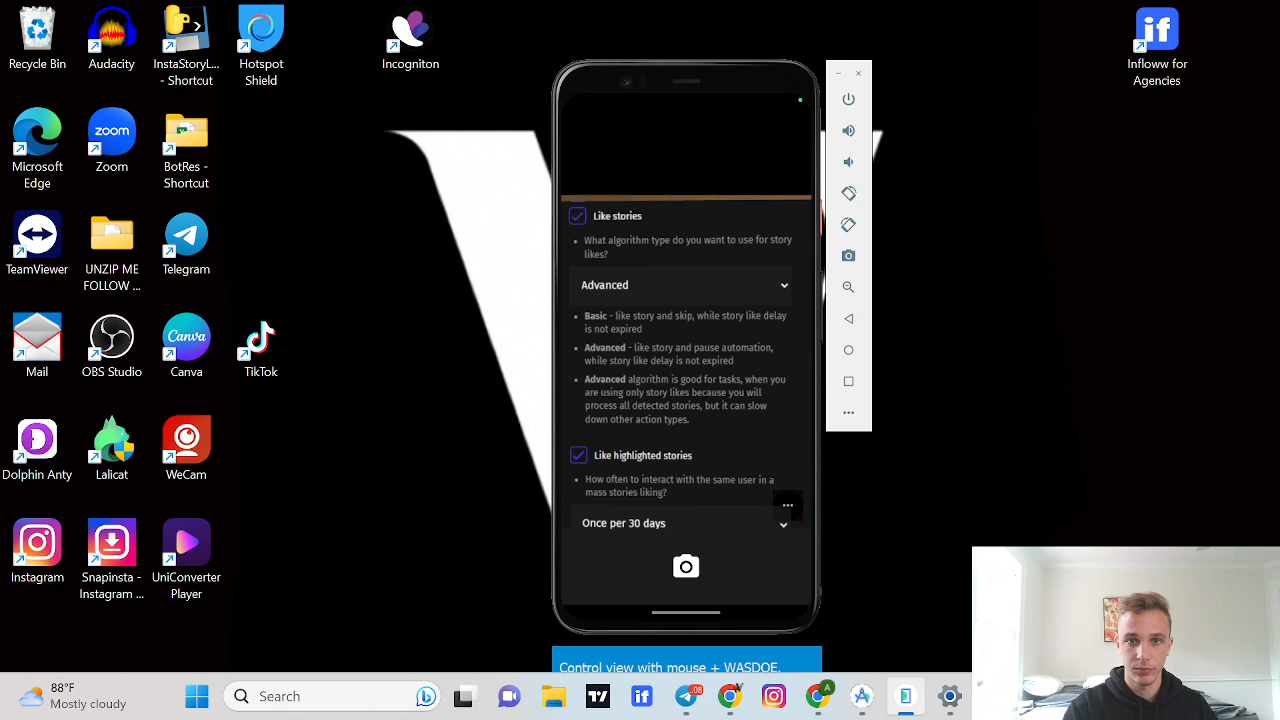 Recycle Bin
Audacity
InstaStoryL...
- Shortcut
Hotspot
Shield
Incogniton
if
Infloww for
Agencies
Microsoft
Edge
zoom
Zoom
BotRes -
Shortcut
TeamViewer
UNZIP ME
FOLLOW ...
Telegram
Mail
OBS Studio
Canva
Canva
TikTok
Dolphin Anty
Lalicat
WeCam
Instagram
Snapinsta -
Instagram ...
UniConverter
Player
Like stories
• What algorithm type do you want to use for story
likes?
Advanced
• Basic - like story and skip, while story like delay
is not expired
• Advanced - like story and pause automation,
while story like delay is not expired
• Advanced algorithm is good for tasks, when you
are using only story likes because you will
process all detected stories, but it can slow
down other action types.
Like highlighted stories
• How often to interact with the same user in a
mass stories liking?
Once per 30 days
Control view with mouse + WASDQE.
88°F
Mostly cloudy
Search
if
.08
A